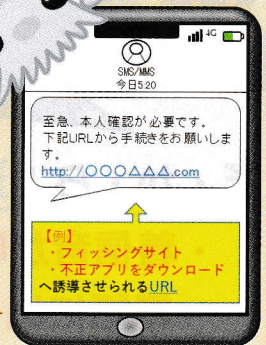 4G
SMS/MMS
今日5:20
至急、本人確認が必要です。
下記URLから手続きをお願いしま
す。
http://〇〇〇△△△.com
【例】
・フィッシングサイト
・不正アプリをダウンロード
へ誘導させられるURL